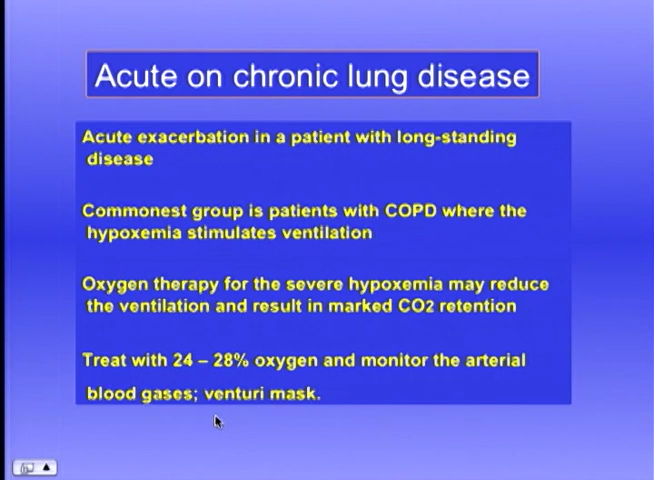 Acute on chronic lung disease
Acute exacerbation in a patient with long-standing
disease
Commonest group is patients with COPD where the
hypoxemia stimulates ventilation
Oxygen therapy for the severe hypoxemia may reduce
the ventilation and result in marked CO2 retention
Treat with 24 – 28% oxygen and monitor the arterial
blood gases; venturi mask.